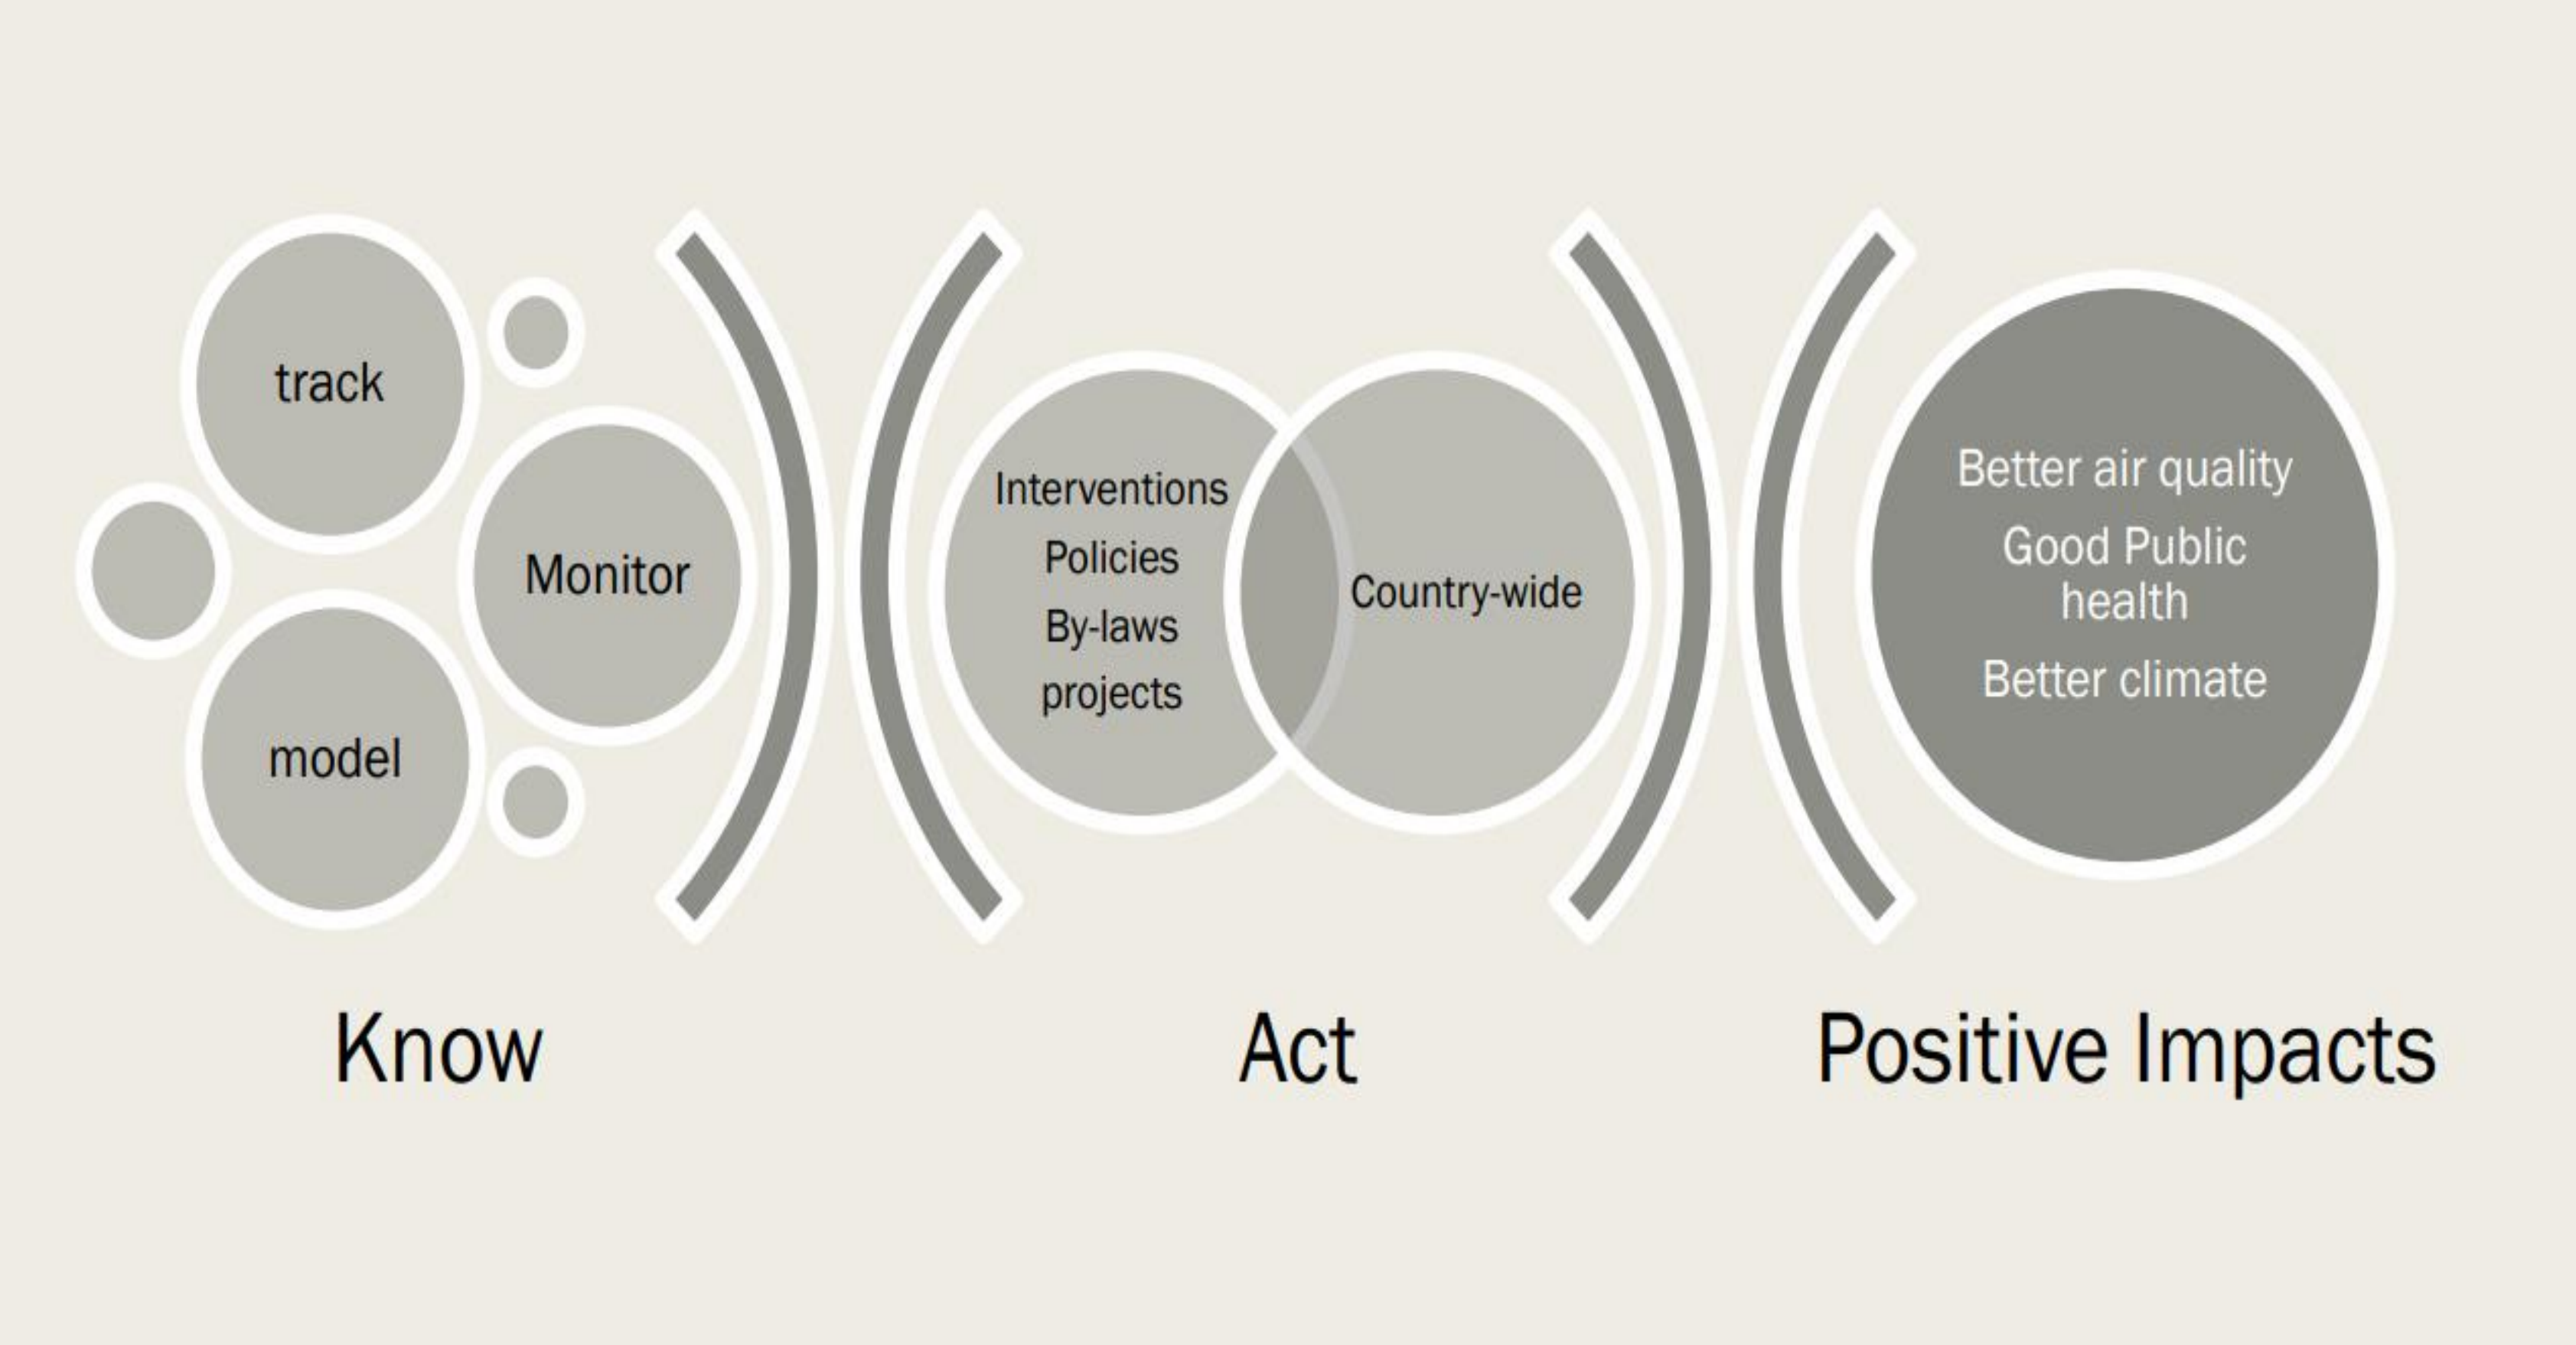 track
Monitor
model
Interventions
Policies
By-laws
projects
Country-wide
Better air quality
Good Public
health
Better climate
Know
Act
Positive Impacts